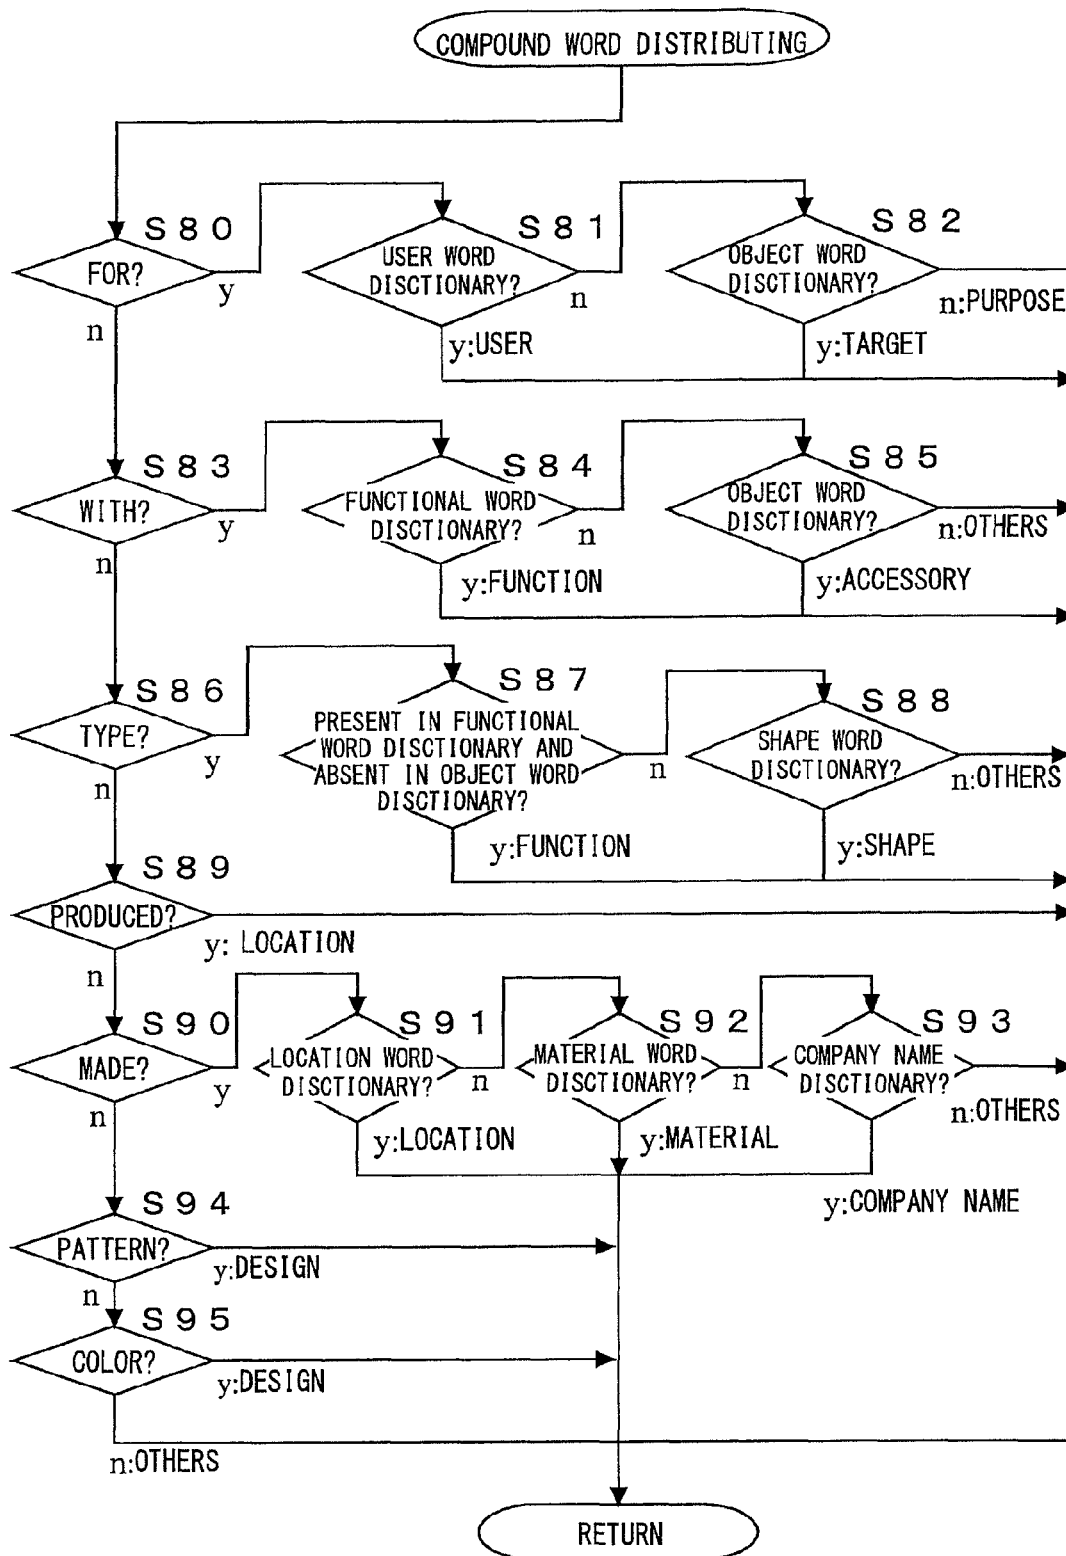 COMPOUND WORD DISTRIBUTING
S80
FOR?
y
n
S81
USER WORD
DISCTIONARY?
n
y:USER
S82
OBJECT WORD
DISCTIONARY?
n:PURPOSE
y:TARGET
S83
WITH?
y
n
S84
FUNCTIONAL WORD
DISCTIONARY?
n
y:FUNCTION
S85
OBJECT WORD
DISCTIONARY?
n:OTHERS
y:ACCESSORY
S86
TYPE?
y
n
S87
PRESENT IN FUNCTIONAL
WORD DISCTIONARY AND
ABSENT IN OBJECT WORD
DISCTIONARY?
n
y:FUNCTION
S88
SHAPE WORD
DISCTIONARY?
n:OTHERS
y:SHAPE
S89
PRODUCED?
y: LOCATION
n
S90
MADE?
y
n
S91
LOCATION WORD
DISCTIONARY?
n
y:LOCATION
S92
MATERIAL WORD
DISCTIONARY?
n
y:MATERIAL
S93
COMPANY NAME
DISCTIONARY?
n:OTHERS
y:COMPANY NAME
S94
PATTERN?
y:DESIGN
n
S95
COLOR?
y:DESIGN
n:OTHERS
RETURN